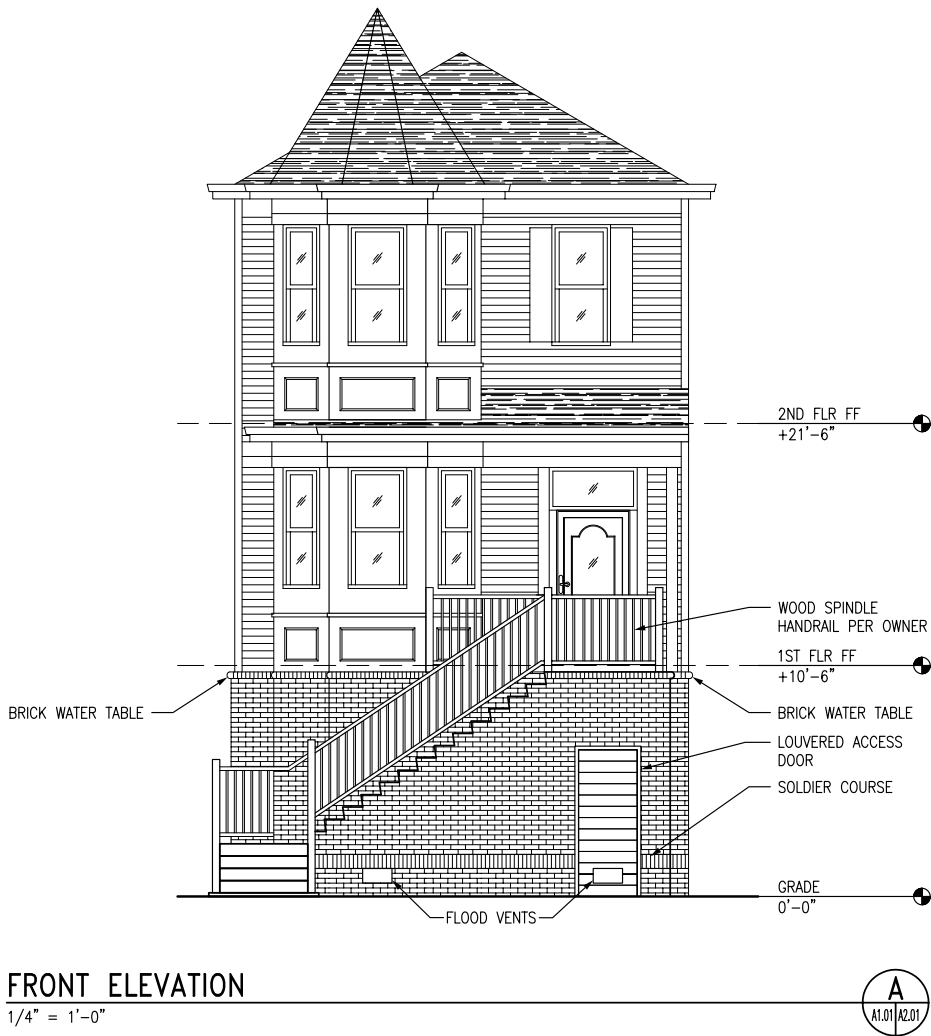 2ND FLR FF
+21'-6"
WOOD SPINDLE
HANDRAIL PER OWNER
1ST FLR FF
+10'-6"
BRICK WATER TABLE
BRICK WATER TABLE
LOUVERED ACCESS
DOOR
SOLDIER COURSE
GRADE
0'-0"
FLOOD VENTS
FRONT ELEVATION
1/4" = 1'-0"
A
A1.01 A2.01